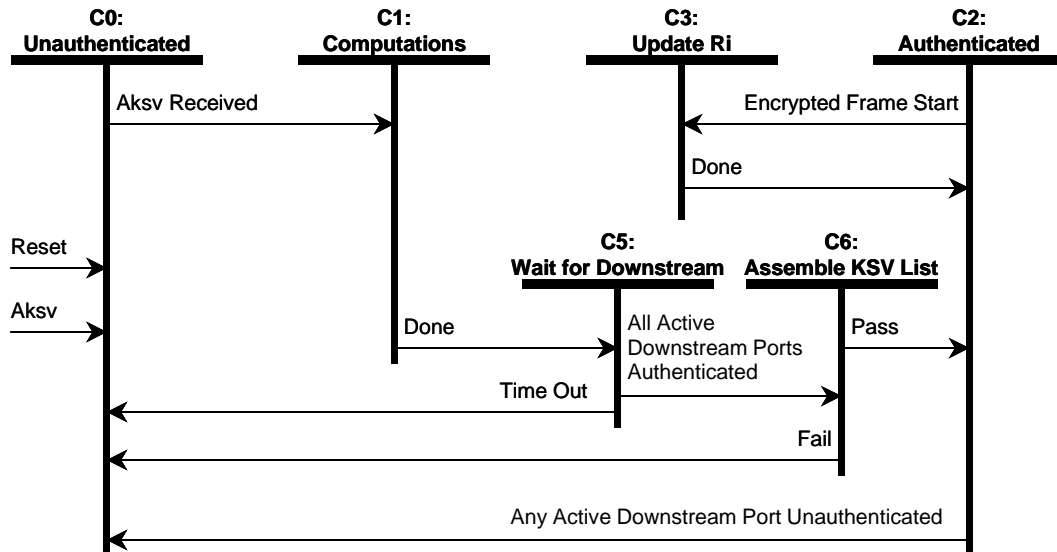 C0:
Unauthenticated
C1:
Computations
C3:
Update Ri
C2:
Authenticated
Aksv Received
Encrypted Frame Start
Done
Reset
C5:
Wait for Downstream
C6:
Assemble KSV List
Aksv
Done
All Active
Downstream Ports
Authenticated
Pass
Time Out
Fail
Any Active Downstream Port Unauthenticated